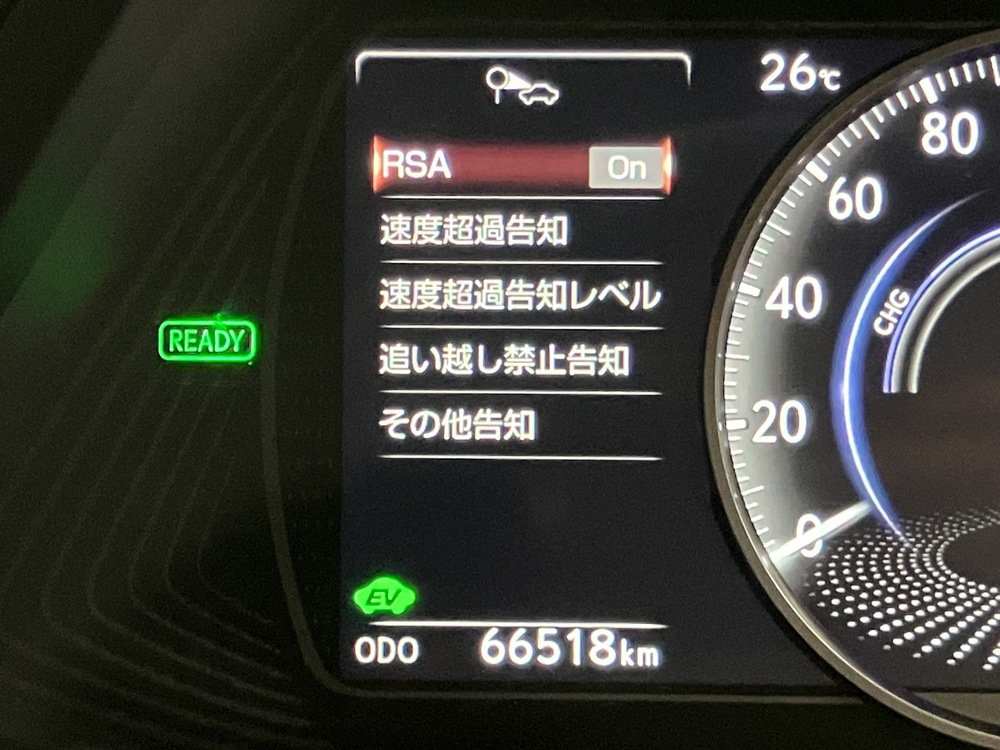 26℃
RSA On
速度超過告知
速度超過告知レベル
追い越し禁止告知
その他告知
READY
EV
ODO 66518km
80
60
40
20
0
CHG